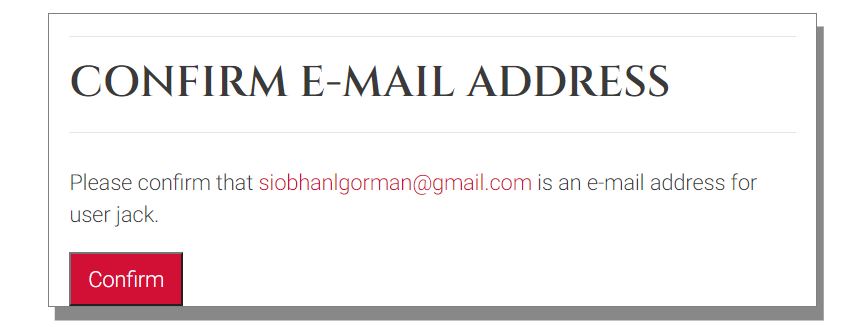 CONFIRM E-MAIL ADDRESS
Please confirm that siobhanlgorman@gmail.com is an e-mail address for
user jack.
Confirm